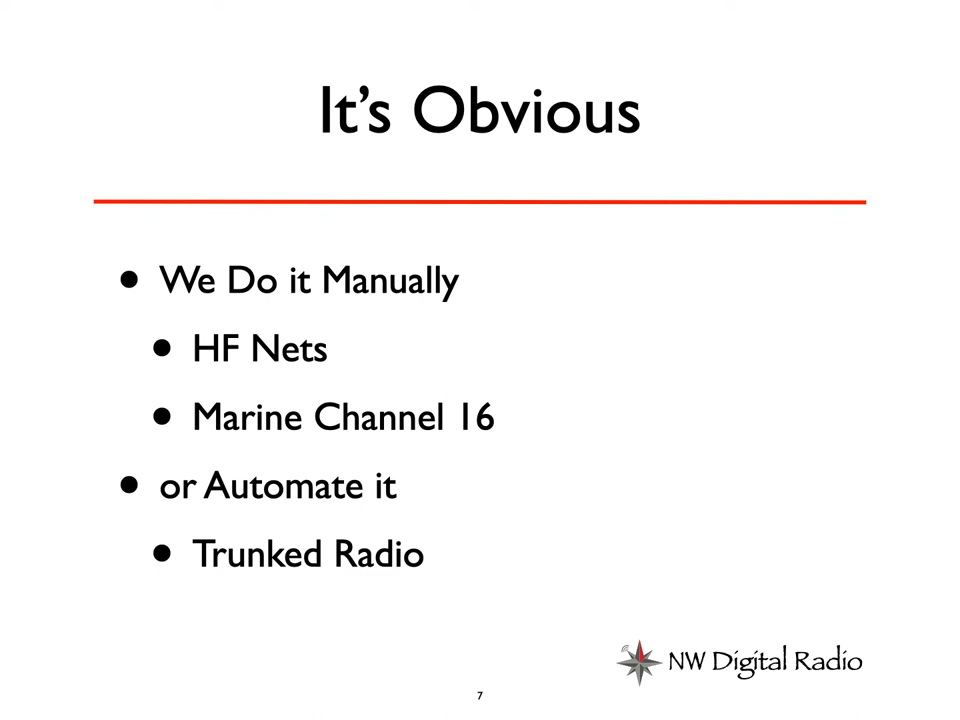 It's Obvious
• We Do it Manually
• HF Nets
• Marine Channel 16
• or Automate it
• Trunked Radio
NW Digital Radio
7